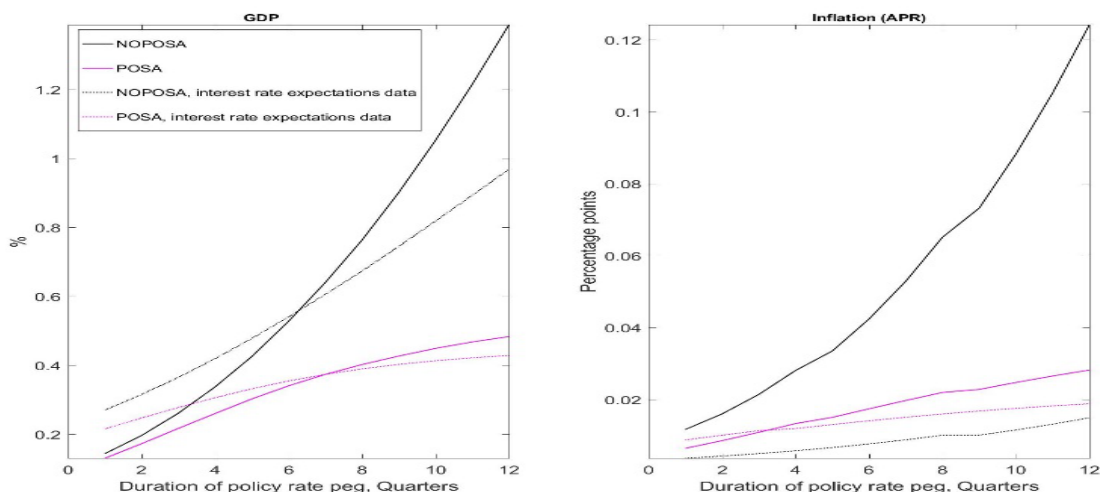 GDP
NOPOSA
POSA
NOPOSA, interest rate expectations data
POSA, interest rate expectations data
%
1.2
1
0.8
0.6
0.4
0.2
0 2 4 6 8 10 12
Duration of policy rate peg, Quarters
Inflation (APR)
Percentage points
0.12
0.1
0.08
0.06
0.04
0.02
0 2 4 6 8 10 12
Duration of policy rate peg, Quarters